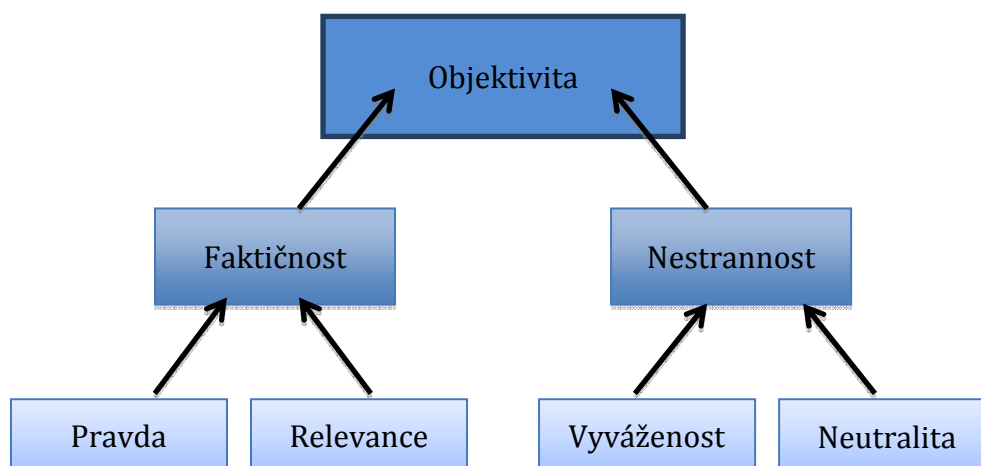 Objektivita
Faktičnost
Nestrannost
Pravda
Relevance
Vyváženost
Neutralita